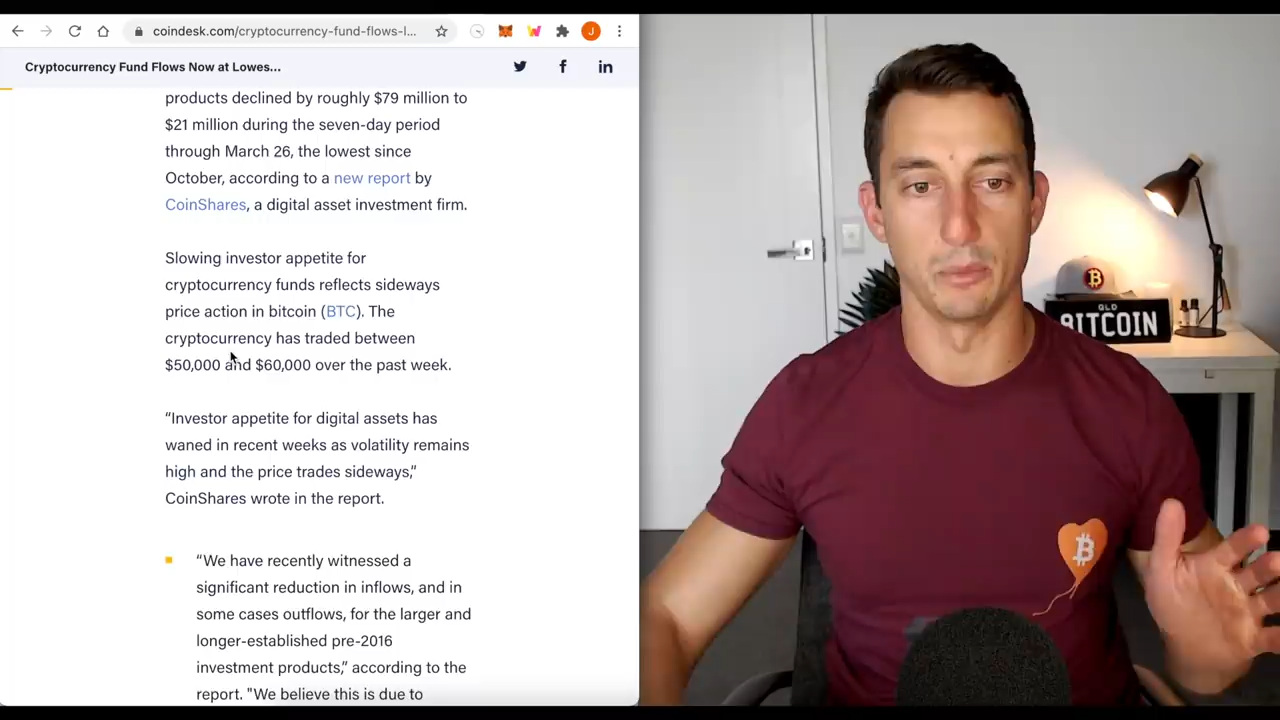 coindesk.com/cryptocurrency-fund-flows-l...
J
Cryptocurrency Fund Flows Now at Lowes...
products declined by roughly $79 million to
$21 million during the seven-day period
through March 26, the lowest since
October, according to a new report by
CoinShares, a digital asset investment firm.
Slowing investor appetite for
cryptocurrency funds reflects sideways
price action in bitcoin (BTC). The
cryptocurrency has traded between
$50,000 and $60,000 over the past week.
“Investor appetite for digital assets has
waned in recent weeks as volatility remains
high and the price trades sideways,”
CoinShares wrote in the report.
“We have recently witnessed a
significant reduction in inflows, and in
some cases outflows, for the larger and
longer-established pre-2016
investment products,” according to the
report. "We believe this is due to
QLD
BITCOIN